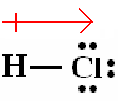 H — Cl